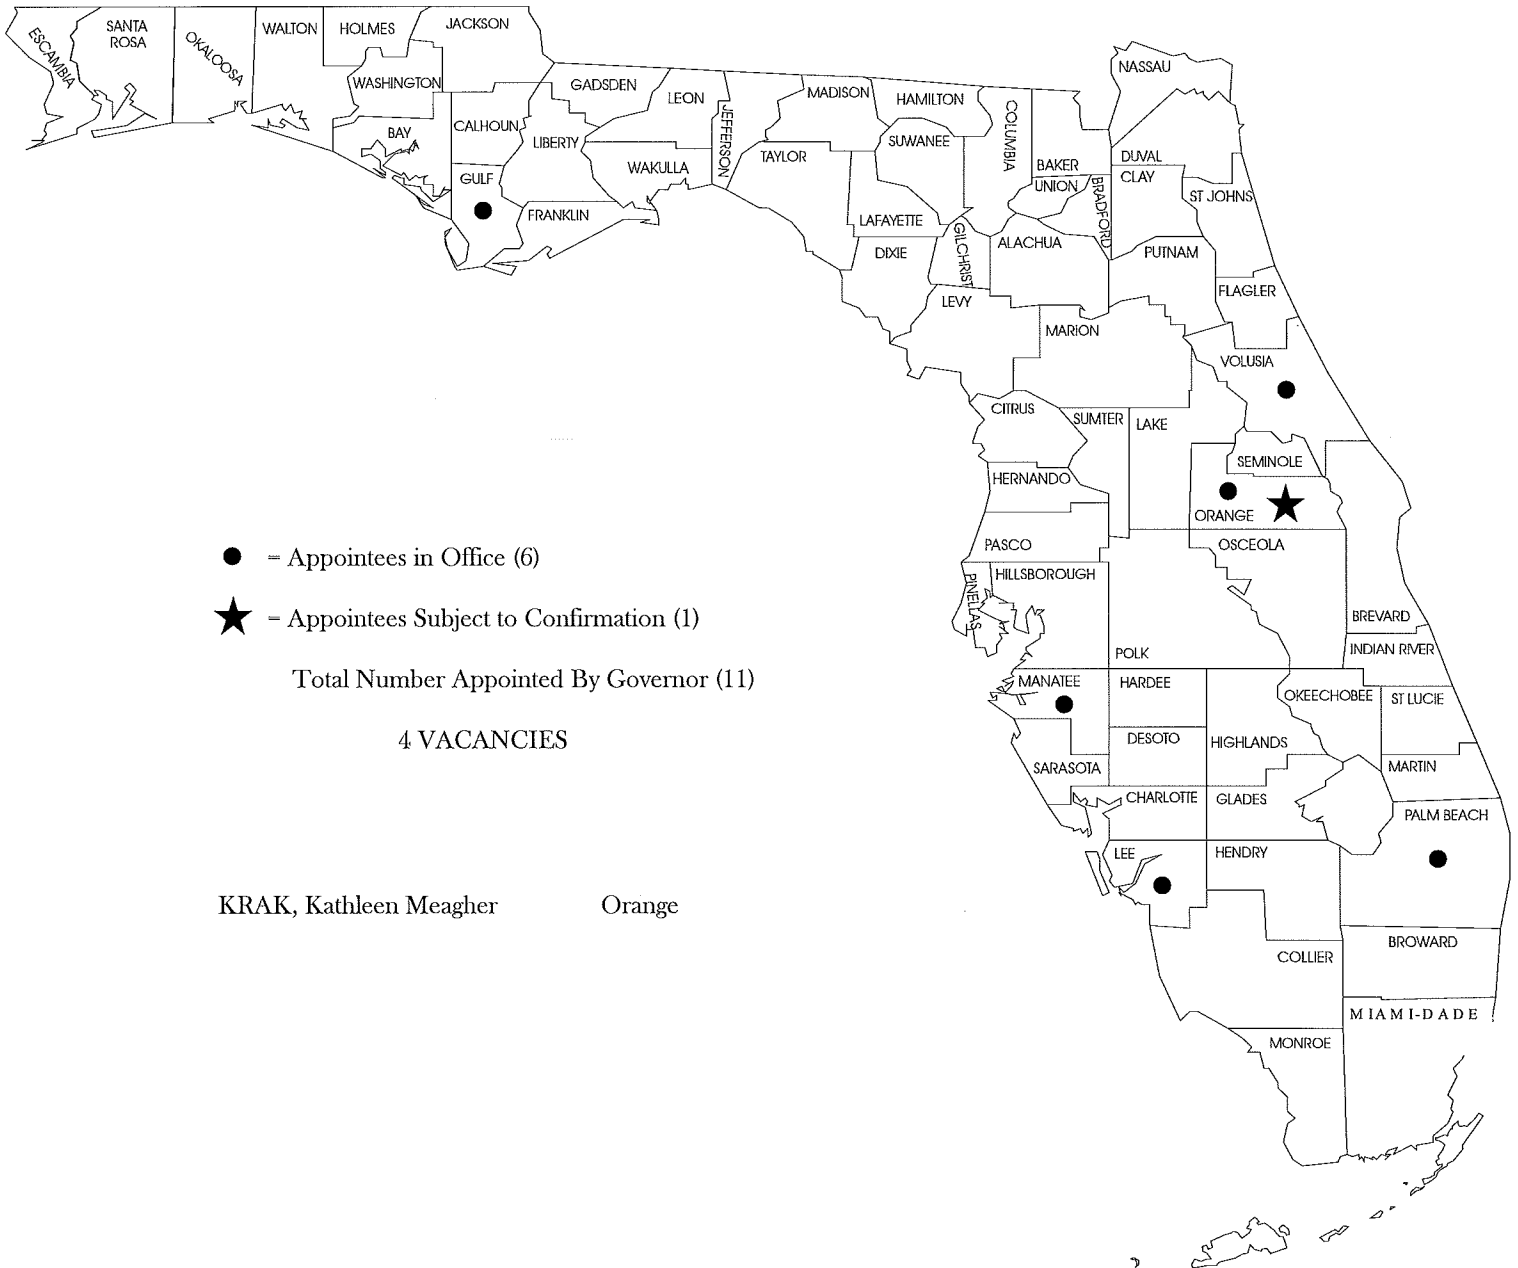 ESCAMBIA
SANTA
ROSA
OKALOOSA
WALTON
HOLMES
JACKSON
WASHINGTON
BAY
CALHOUN
GULF
LIBERTY
GADSDEN
FRANKLIN
LEON
WAKULLA
JEFFERSON
MADISON
TAYLOR
HAMILTON
SUWANEE
LAFAYETTE
DIXIE
COLUMBIA
GILCHRIST
LEVY
BAKER
UNION
BRADFORD
ALACHUA
NASSAU
DUVAL
CLAY
ST JOHNS
PUTNAM
FLAGLER
MARION
VOLUSIA
CITRUS
SUMTER
LAKE
SEMINOLE
HERNANDO
ORANGE
PASCO
OSCEOLA
HILLSBOROUGH
PINELLAS
BREVARD
POLK
INDIAN RIVER
MANATEE
HARDEE
OKEECHOBEE
ST LUCIE
DESOTO
HIGHLANDS
SARASOTA
MARTIN
CHARLOTTE
GLADES
PALM BEACH
LEE
HENDRY
BROWARD
COLLIER
MIAMI-DADE
MONROE
= Appointees in Office (6)
= Appointees Subject to Confirmation (1)
Total Number Appointed By Governor (11)
4 VACANCIES
KRAK, Kathleen Meagher Orange